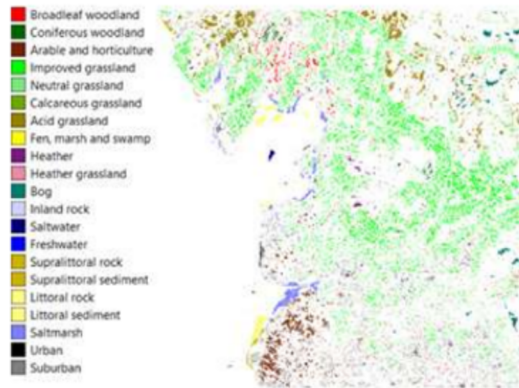 Broadleaf woodland
Coniferous woodland
Arable and horticulture
Improved grassland
Neutral grassland
Calcareous grassland
Acid grassland
Fen, marsh and swamp
Heather
Heather grassland
Bog
Inland rock
Saltwater
Freshwater
Supralittoral rock
Supralittoral sediment
Littoral rock
Littoral sediment
Saltmarsh
Urban
Suburban